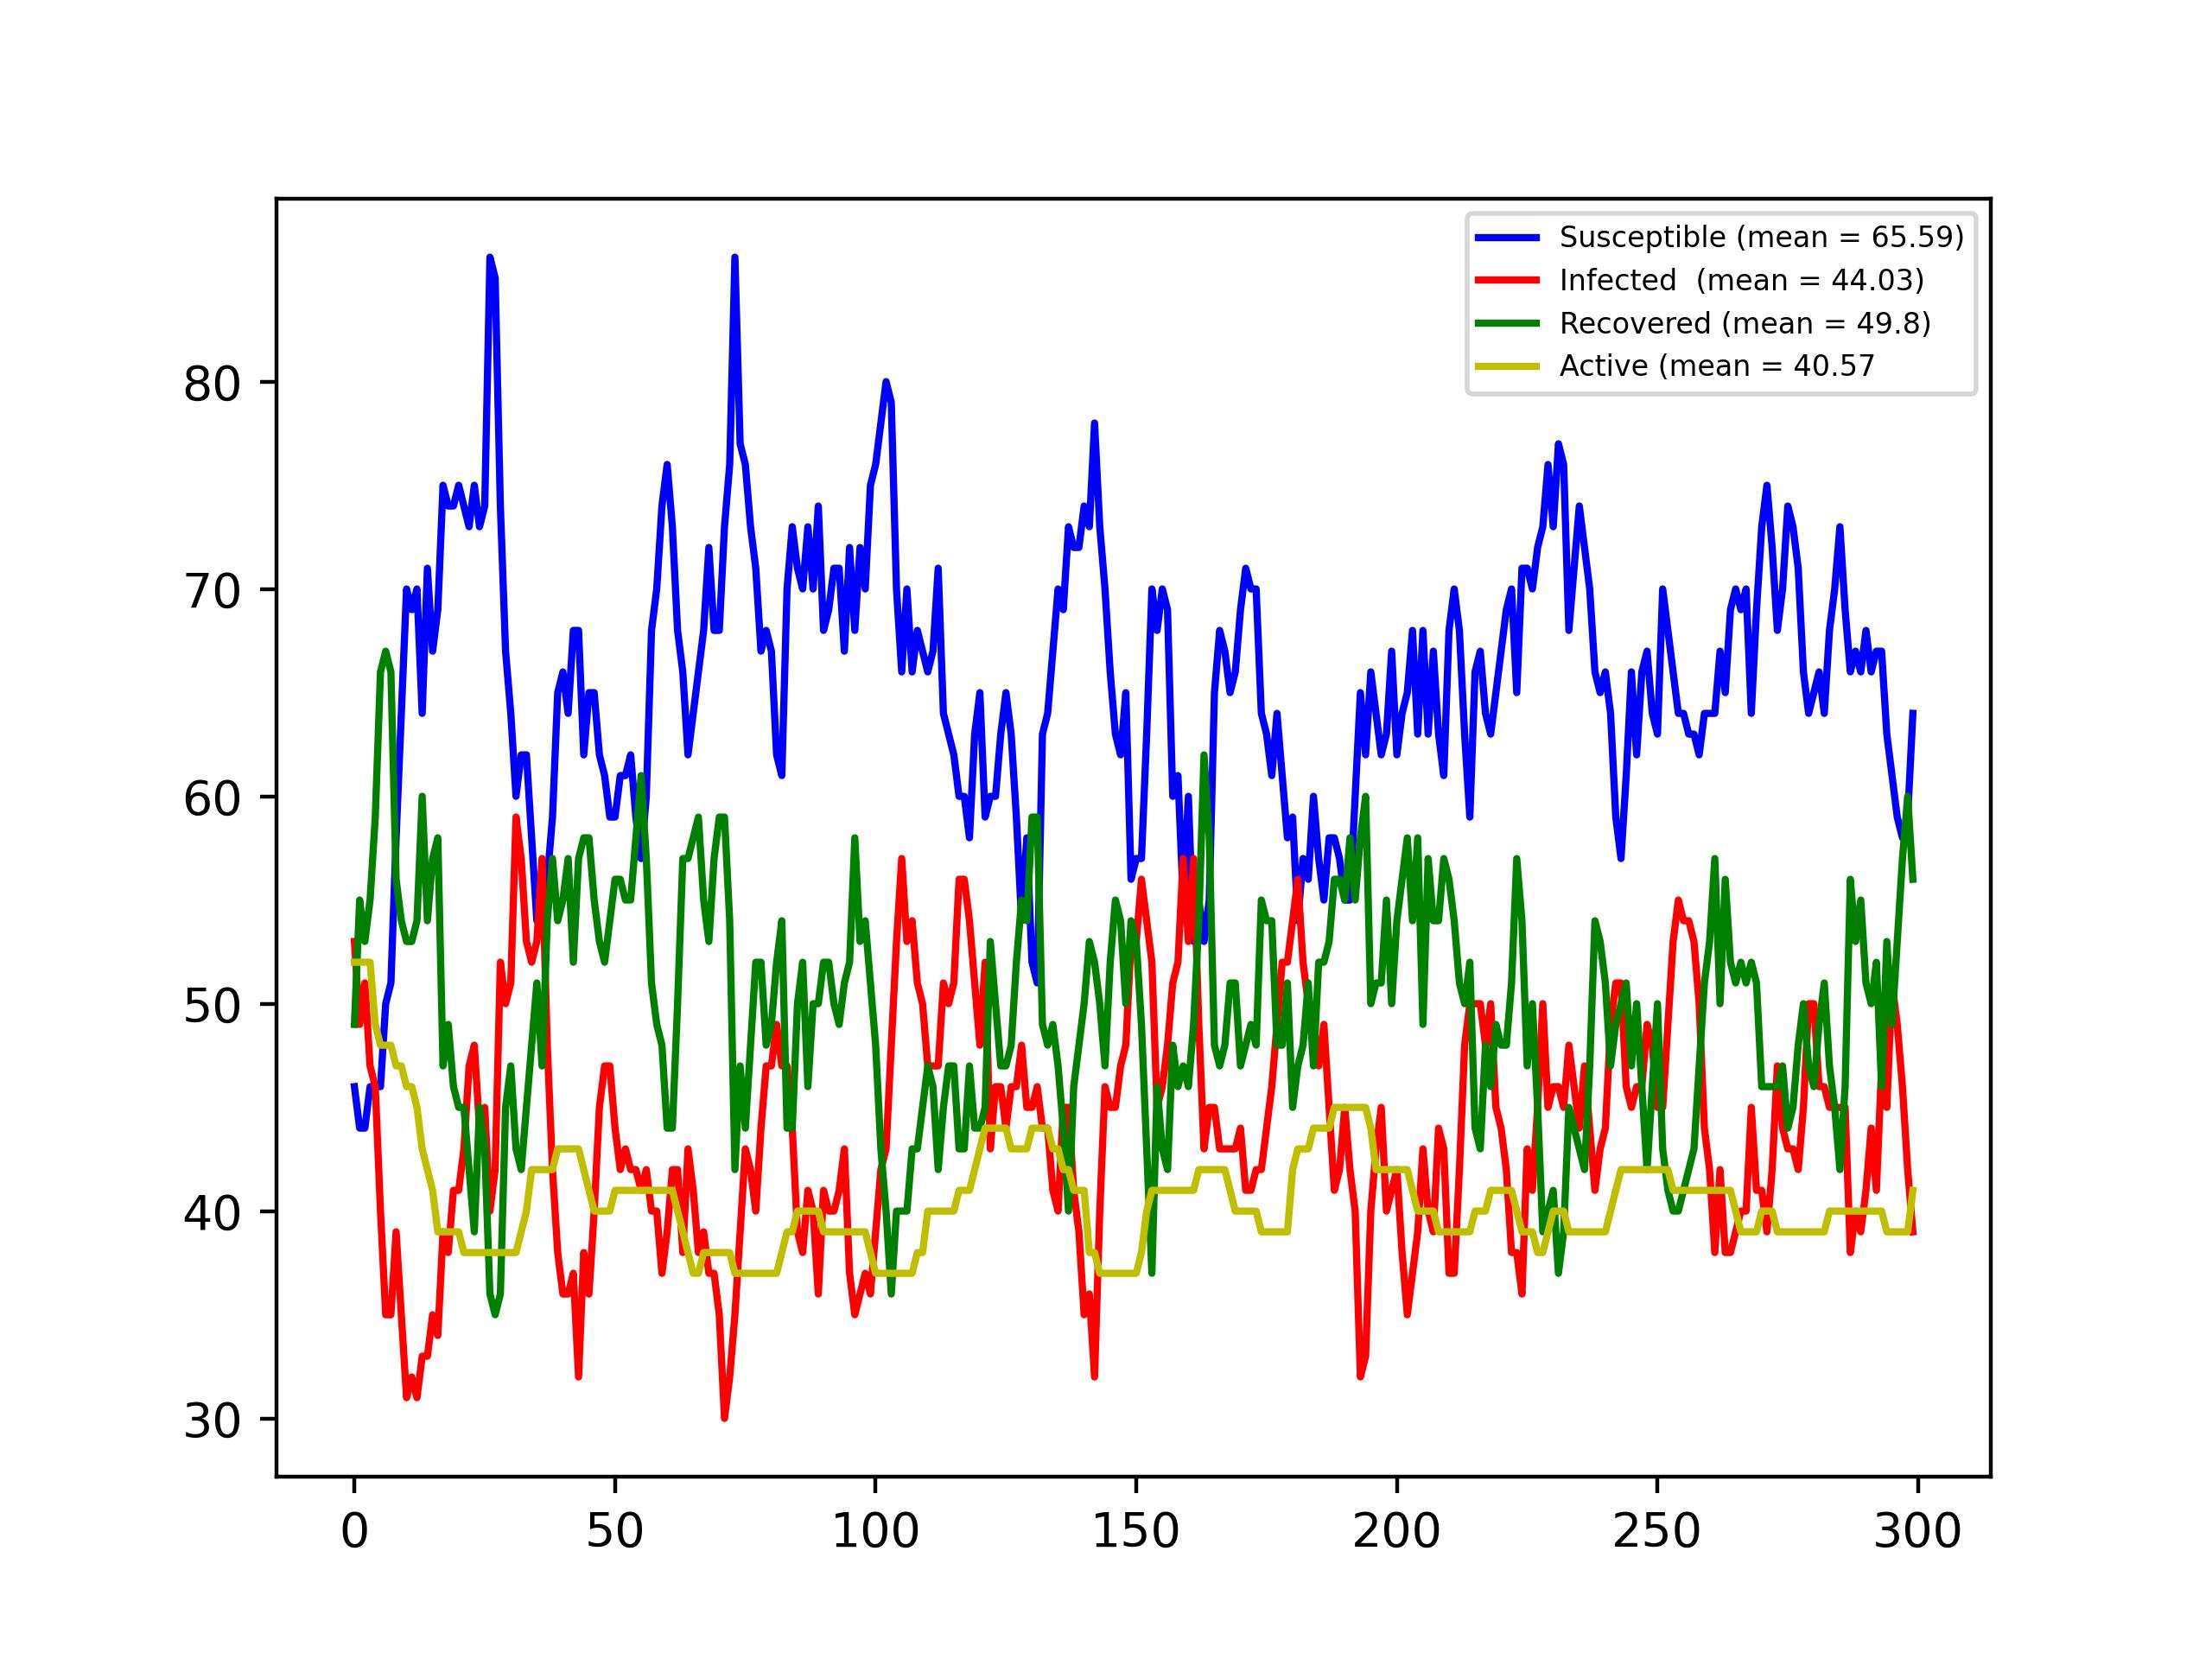 Susceptible (mean = 65.59)
Infected  (mean = 44.03)
Recovered (mean = 49.8)
Active (mean = 40.57
80
70
60
50
40
30
0 50 100 150 200 250 300